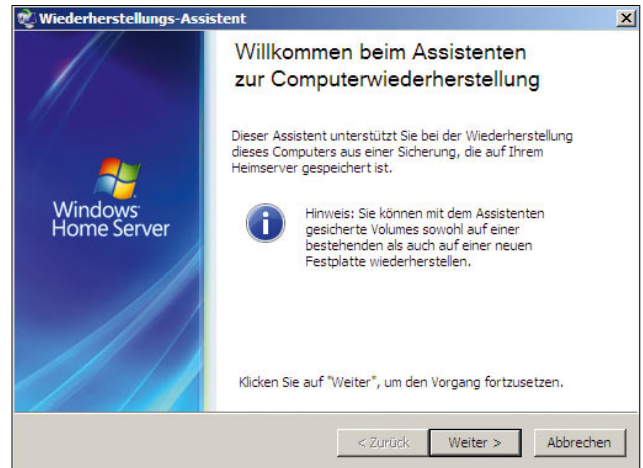 Wiederherstellungs-Assistent
Willkommen beim Assistenten
zur Computerwiederherstellung
Dieser Assistent unterstützt Sie bei der Wiederherstellung
dieses Computers aus einer Sicherung, die auf Ihrem
Heimserver gespeichert ist.
Windows
Home Server
Hinweis: Sie können mit dem Assistenten
gesicherte Volumes sowohl auf einer
bestehenden als auch auf einer neuen
Festplatte wiederherstellen.
Klicken Sie auf "Weiter", um den Vorgang fortzusetzen.
< Zurück
Weiter >
Abbrechen